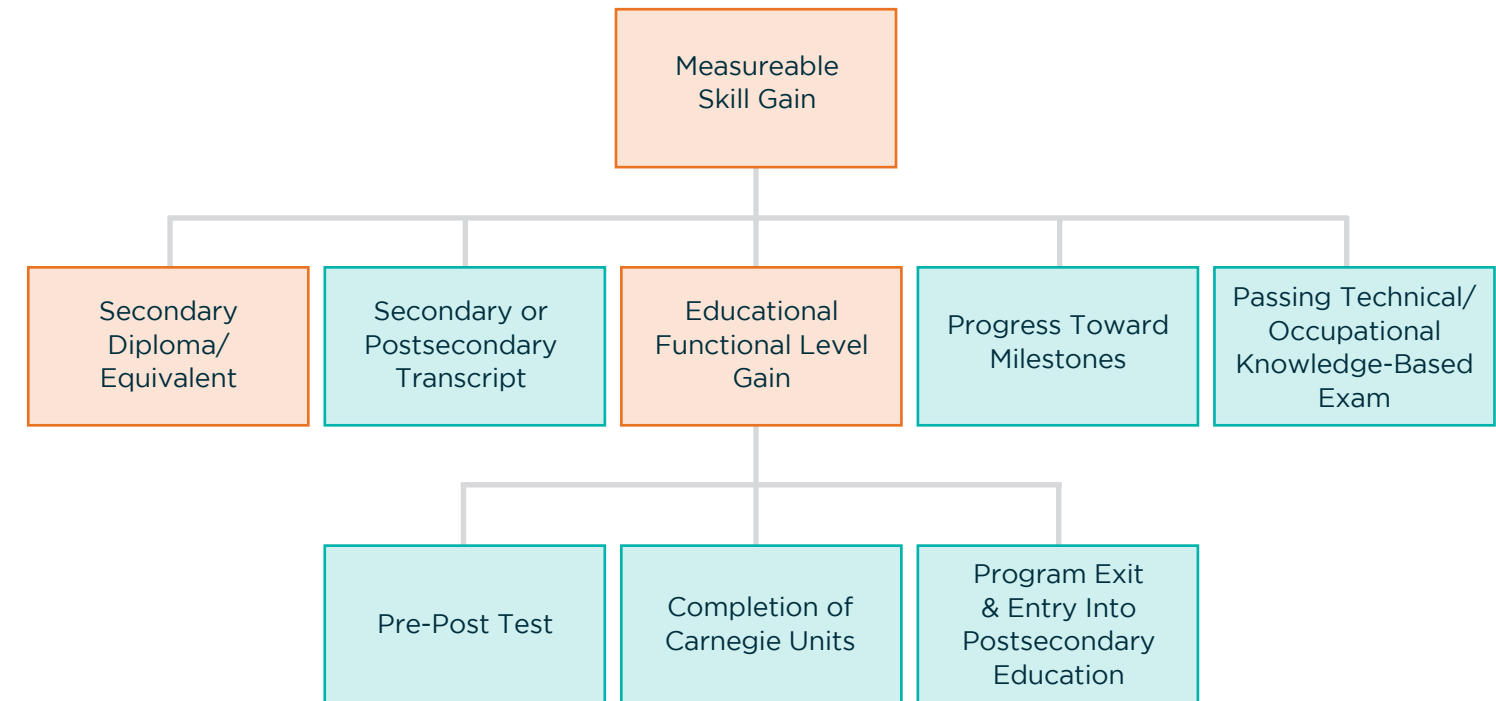 Measureable
Skill Gain
Secondary
Diploma/
Equivalent
Secondary or
Postsecondary
Transcript
Educational
Functional Level
Gain
Progress Toward
Milestones
Passing Technical/
Occupational
Knowledge-Based
Exam
Pre-Post Test
Completion of
Carnegie Units
Program Exit
& Entry Into
Postsecondary
Education